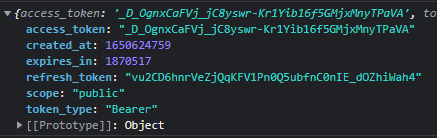 ▼{access_token: '_D_OgnxCaFVj_jC8yswr-Kr1Yib16f5GMjxMnyTPaVA', to
access_token: "_D_OgnxCaFVj_jC8yswr-Kr1Yib16f5GMjxMnyTPaVA"
created_at: 1650624759
expires_in: 1870517
refresh_token: "vu2CD6hnrVeZjQqKFV1Pn0Q5ubfnC0nIE_dOZhiWah4"
scope: "public"
token_type: "Bearer"
▶[[Prototype]]: Object